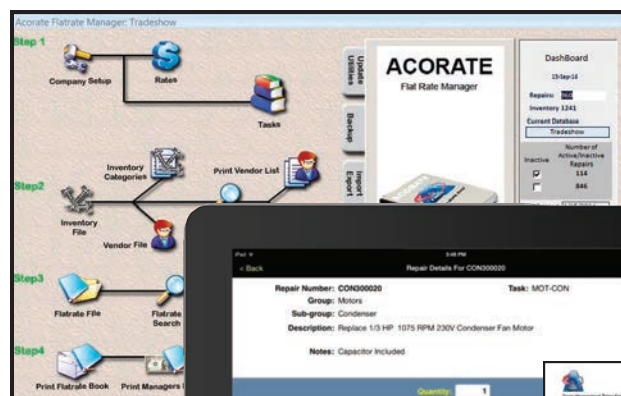 Acorate Flatrate Manager: Tradeshow
Step 1
Company Setup
Rates
Tasks
Update
Utilities
Backup
Import
Export
ACORATE
Flat Rate Manager
DashBoard
Repairs:
Inventory 1241
Current Database
Tradeshow
Inactive
Number of
Active/Inactive
Repairs
114
846
Step2
Inventory
Categories
Print Vendor List
Inventory
File
Vendor File
Step3
Flatrate File
Flatrate
Search
Step4
Print Flatrate Book
Print Managers
iPad
3:48 PM
< Back
Repair Details For CON300020
Repair Number: CON300020
Task: MOT-CON
Group: Motors
Sub-group: Condenser
Description: Replace 1/3 HP 1075 RPM 230V Condenser Fan Motor
Notes: Capacitor Included
Quantity: 1